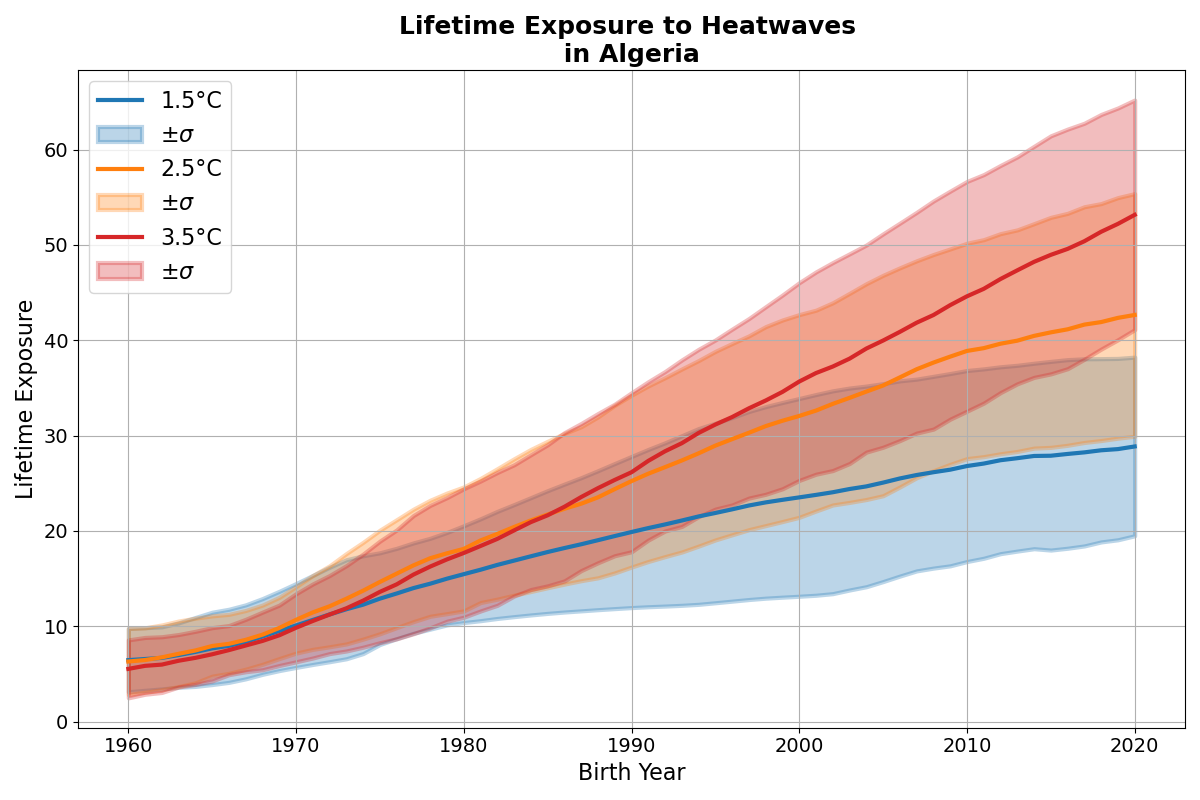 Lifetime Exposure to Heatwaves
in Algeria
1.5°C
±σ
2.5°C
±σ
3.5°C
±σ
Lifetime Exposure
60
50
40
30
20
10
0
1960 1970 1980 1990 2000 2010 2020
Birth Year